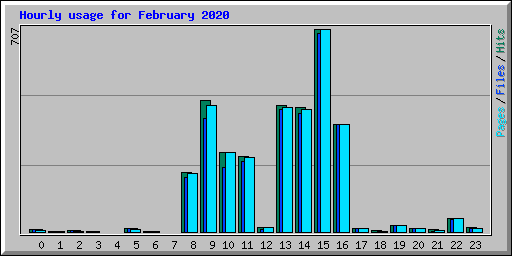 Hourly usage for February 2020
707
Pages / Files / Hits
0 1 2 3 4 5 6 7 8 9 10 11 12 13 14 15 16 17 18 19 20 21 22 23